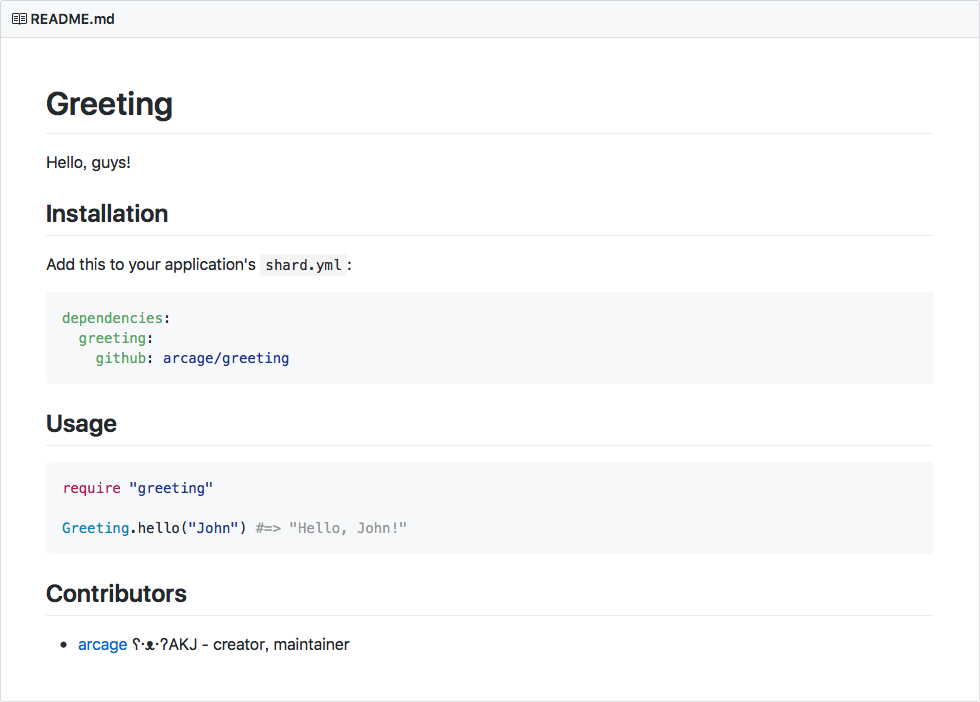 README.md
Greeting
Hello, guys!
Installation
Add this to your application's shard.yml:
dependencies:
  greeting:
    github: arcage/greeting
Usage
require "greeting"
Greeting.hello("John") #=> "Hello, John!"
Contributors
• arcage ʕ·ᴥ·ʔAKJ - creator, maintainer